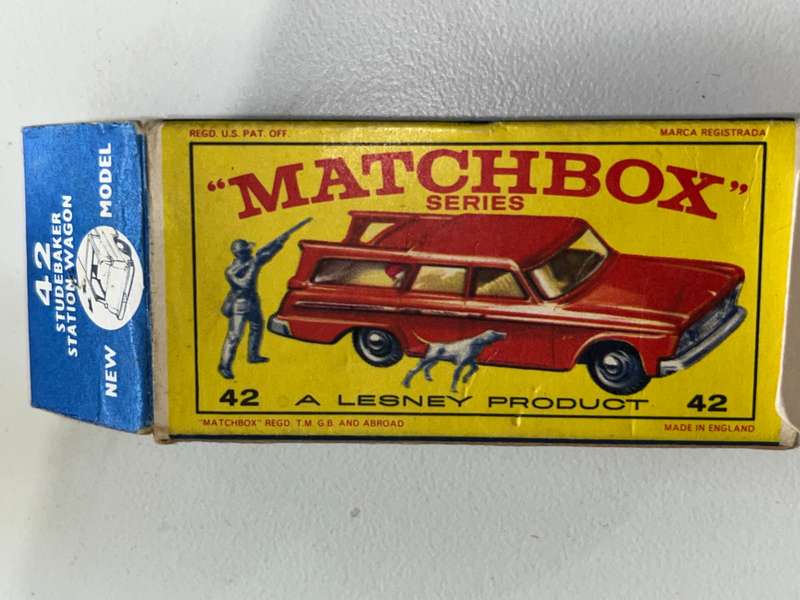 42
STUDEBAKER
STATION WAGON
NEW MODEL
REGD. U.S. PAT. OFF.
MARCA REGISTRADA
"MATCHBOX"
SERIES
42 A LESNEY PRODUCT 42
"MATCHBOX" REGD. T.M. G.B. AND ABROAD
MADE IN ENGLAND